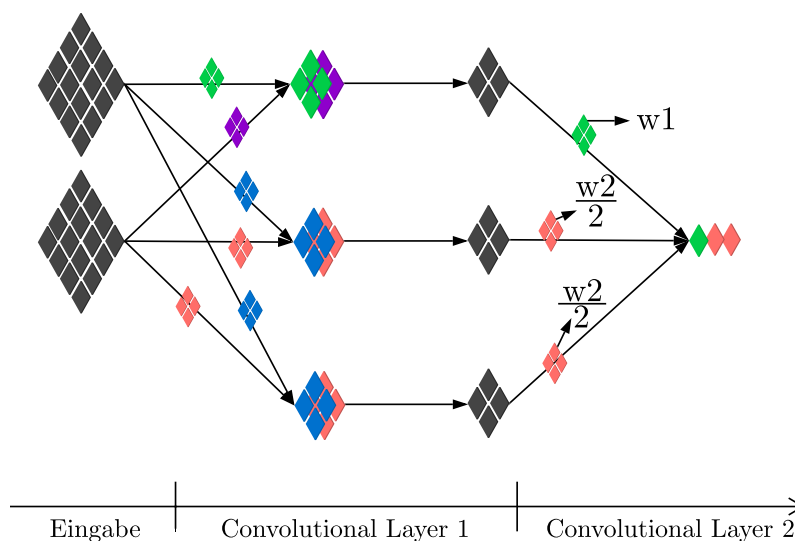 w1
w2
2
w2
2
Eingabe
Convolutional Layer 1
Convolutional Layer 2